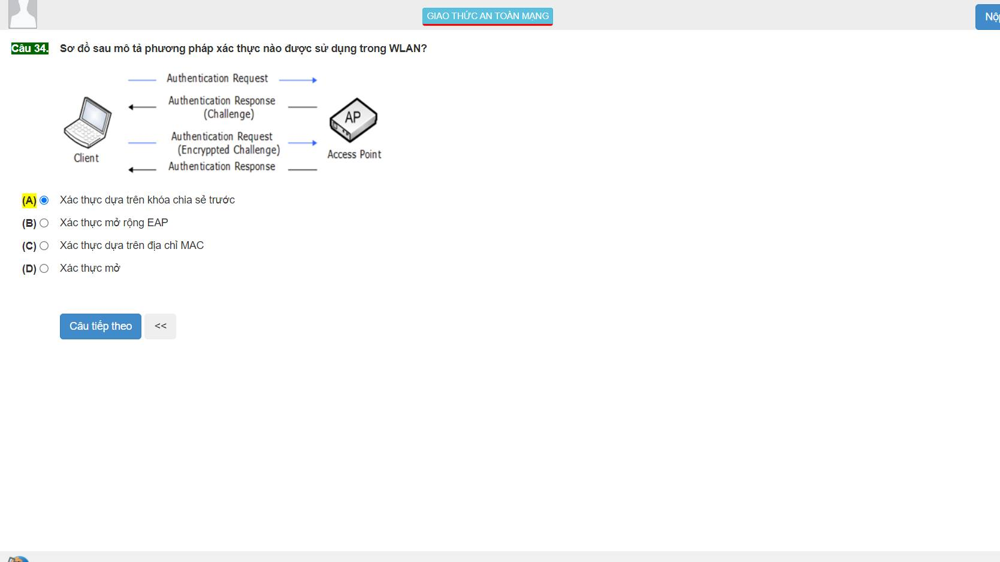 GIAO THỨC AN TOÀN MẠNG
Câu 34. Sơ đồ sau mô tả phương pháp xác thực nào được sử dụng trong WLAN?
Authentication Request
Authentication Response
(Challenge)
AP
Authentication Request
(Encryppted Challenge)
Client
Access Point
Authentication Response
(A) Xác thực dựa trên khóa chia sẻ trước
(B) Xác thực mở rộng EAP
(C) Xác thực dựa trên địa chỉ MAC
(D) Xác thực mở
Câu tiếp theo <<